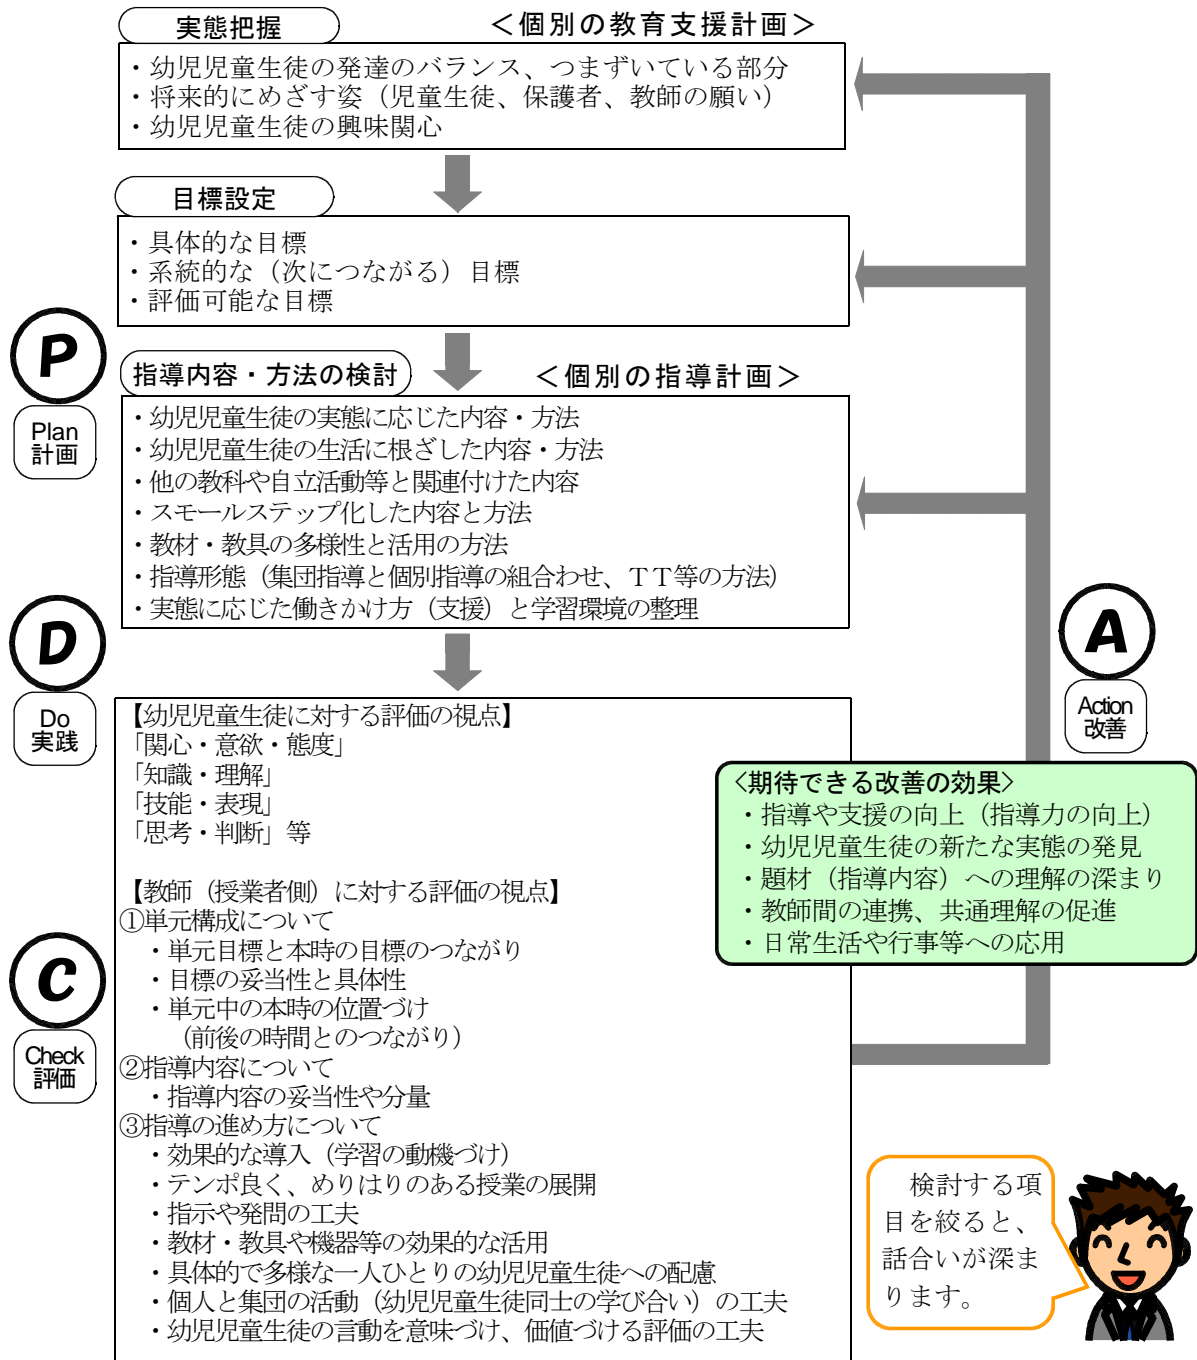 実態把握
＜個別の教育支援計画＞
・幼児児童生徒の発達のバランス、つまずいている部分
・将来的にめざす姿（児童生徒、保護者、教師の願い）
・幼児児童生徒の興味関心
目標設定
・具体的な目標
・系統的な（次につながる）目標
・評価可能な目標
P
Plan
計画
指導内容・方法の検討
＜個別の指導計画＞
・幼児児童生徒の実態に応じた内容・方法
・幼児児童生徒の生活に根ざした内容・方法
・他の教科や自立活動等と関連付けた内容
・スモールステップ化した内容と方法
・教材・教具の多様性と活用の方法
・指導形態（集団指導と個別指導の組合わせ、ＴＴ等の方法）
・実態に応じた働きかけ方（支援）と学習環境の整理
D
Do
実践
A
Action
改善
【幼児児童生徒に対する評価の視点】
「関心・意欲・態度」
「知識・理解」
「技能・表現」
「思考・判断」等
【教師（授業者側）に対する評価の視点】
①単元構成について
・単元目標と本時の目標のつながり
・目標の妥当性と具体性
・単元中の本時の位置づけ
（前後の時間とのつながり）
②指導内容について
・指導内容の妥当性や分量
③指導の進め方について
・効果的な導入（学習の動機づけ）
・テンポ良く、めりはりのある授業の展開
・指示や発問の工夫
・教材・教具や機器等の効果的な活用
・具体的で多様な一人ひとりの幼児児童生徒への配慮
・個人と集団の活動（幼児児童生徒同士の学び合い）の工夫
・幼児児童生徒の言動を意味づけ、価値づける評価の工夫
C
Check
評価
<期待できる改善の効果>
・指導や支援の向上（指導力の向上）
・幼児児童生徒の新たな実態の発見
・題材（指導内容）への理解の深まり
・教師間の連携、共通理解の促進
・日常生活や行事等への応用
検討する項
目を絞ると、
話合いが深ま
ります。